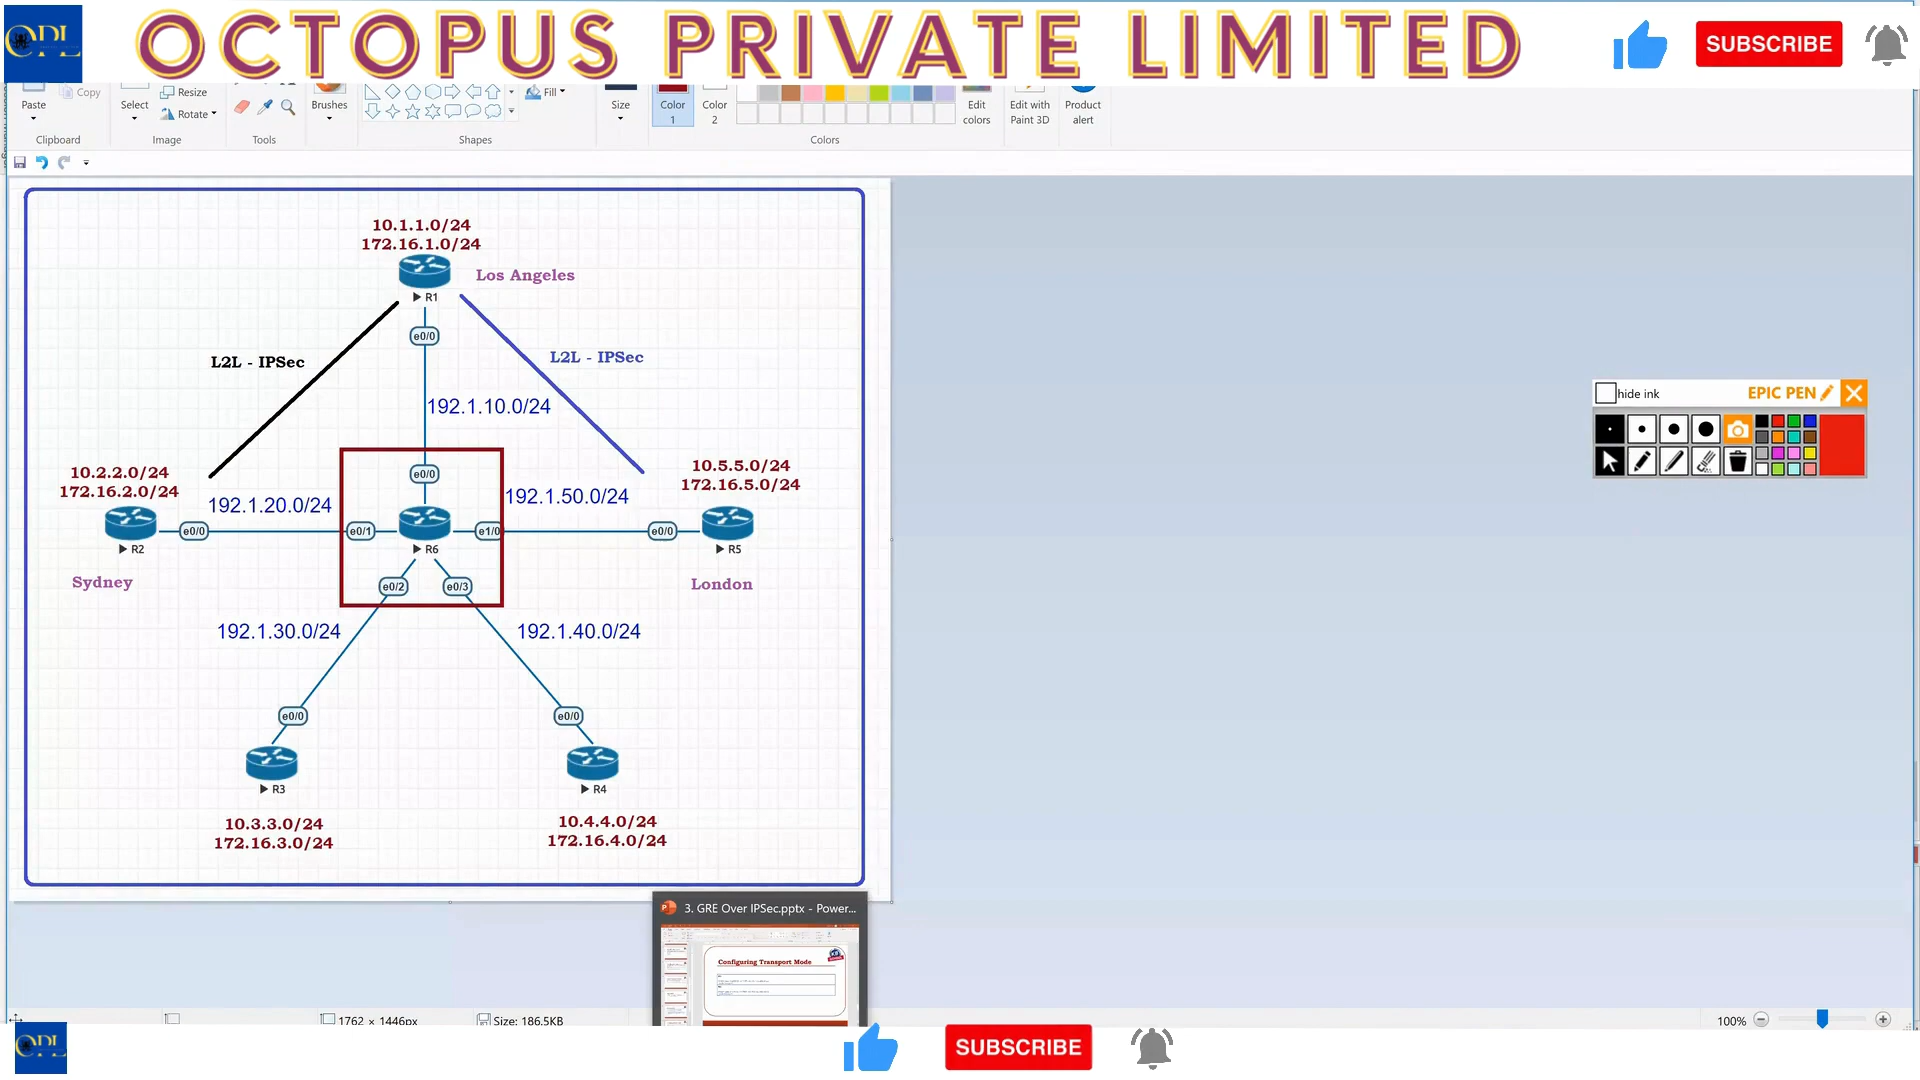 OPL
OCTOPUS PRIVATE LIMITED
SUBSCRIBE
Paste
Copy
Clipboard
Select
Resize
Rotate
Image
Tools
Brushes
Shapes
Fill
Size
Color 1
Color 2
Colors
Edit colors
Edit with Paint 3D
Product alert
10.1.1.0/24
172.16.1.0/24
Los Angeles
R1
e0/0
L2L - IPSec
L2L - IPSec
192.1.10.0/24
10.2.2.0/24
172.16.2.0/24
192.1.20.0/24
e0/0
192.1.50.0/24
10.5.5.0/24
172.16.5.0/24
e0/0
e0/1
e1/0
e0/0
R2
R6
R5
Sydney
London
e0/2
e0/3
192.1.30.0/24
192.1.40.0/24
e0/0
e0/0
R3
R4
10.3.3.0/24
172.16.3.0/24
10.4.4.0/24
172.16.4.0/24
hide ink
EPIC PEN
3. GRE Over IPSec.pptx - Power...
Configuring Transport Mode
1762 × 1446px
Size: 186.5KB
100%
OPL
SUBSCRIBE